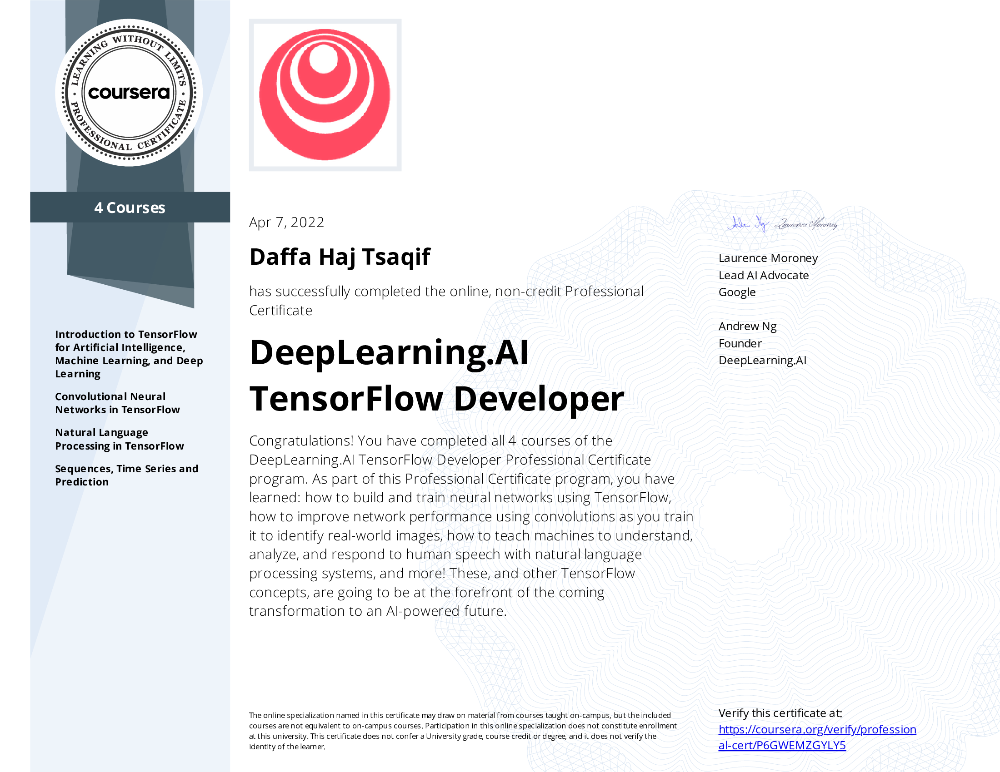 LEARNING WITHOUT LIMITS
coursera
PROFESSIONAL CERTIFICATE
4 Courses
Introduction to TensorFlow
for Artificial Intelligence,
Machine Learning, and Deep
Learning
Convolutional Neural
Networks in TensorFlow
Natural Language
Processing in TensorFlow
Sequences, Time Series and
Prediction
Apr 7, 2022
Daffa Haj Tsaqif
has successfully completed the online, non-credit Professional
Certificate
DeepLearning.AI
TensorFlow Developer
Congratulations! You have completed all 4 courses of the
DeepLearning.AI TensorFlow Developer Professional Certificate
program. As part of this Professional Certificate program, you have
learned: how to build and train neural networks using TensorFlow,
how to improve network performance using convolutions as you train
it to identify real-world images, how to teach machines to understand,
analyze, and respond to human speech with natural language
processing systems, and more! These, and other TensorFlow
concepts, are going to be at the forefront of the coming
transformation to an AI-powered future.
The online specialization named in this certificate may draw on material from courses taught on-campus, but the included
courses are not equivalent to on-campus courses. Participation in this online specialization does not constitute enrollment
at this university. This certificate does not confer a University grade, course credit or degree, and it does not verify the
identity of the learner.
Andrew Ng Laurence Moroney
Laurence Moroney
Lead AI Advocate
Google
Andrew Ng
Founder
DeepLearning.AI
Verify this certificate at:
https://coursera.org/verify/profession
al-cert/P6GWEMZGYLY5